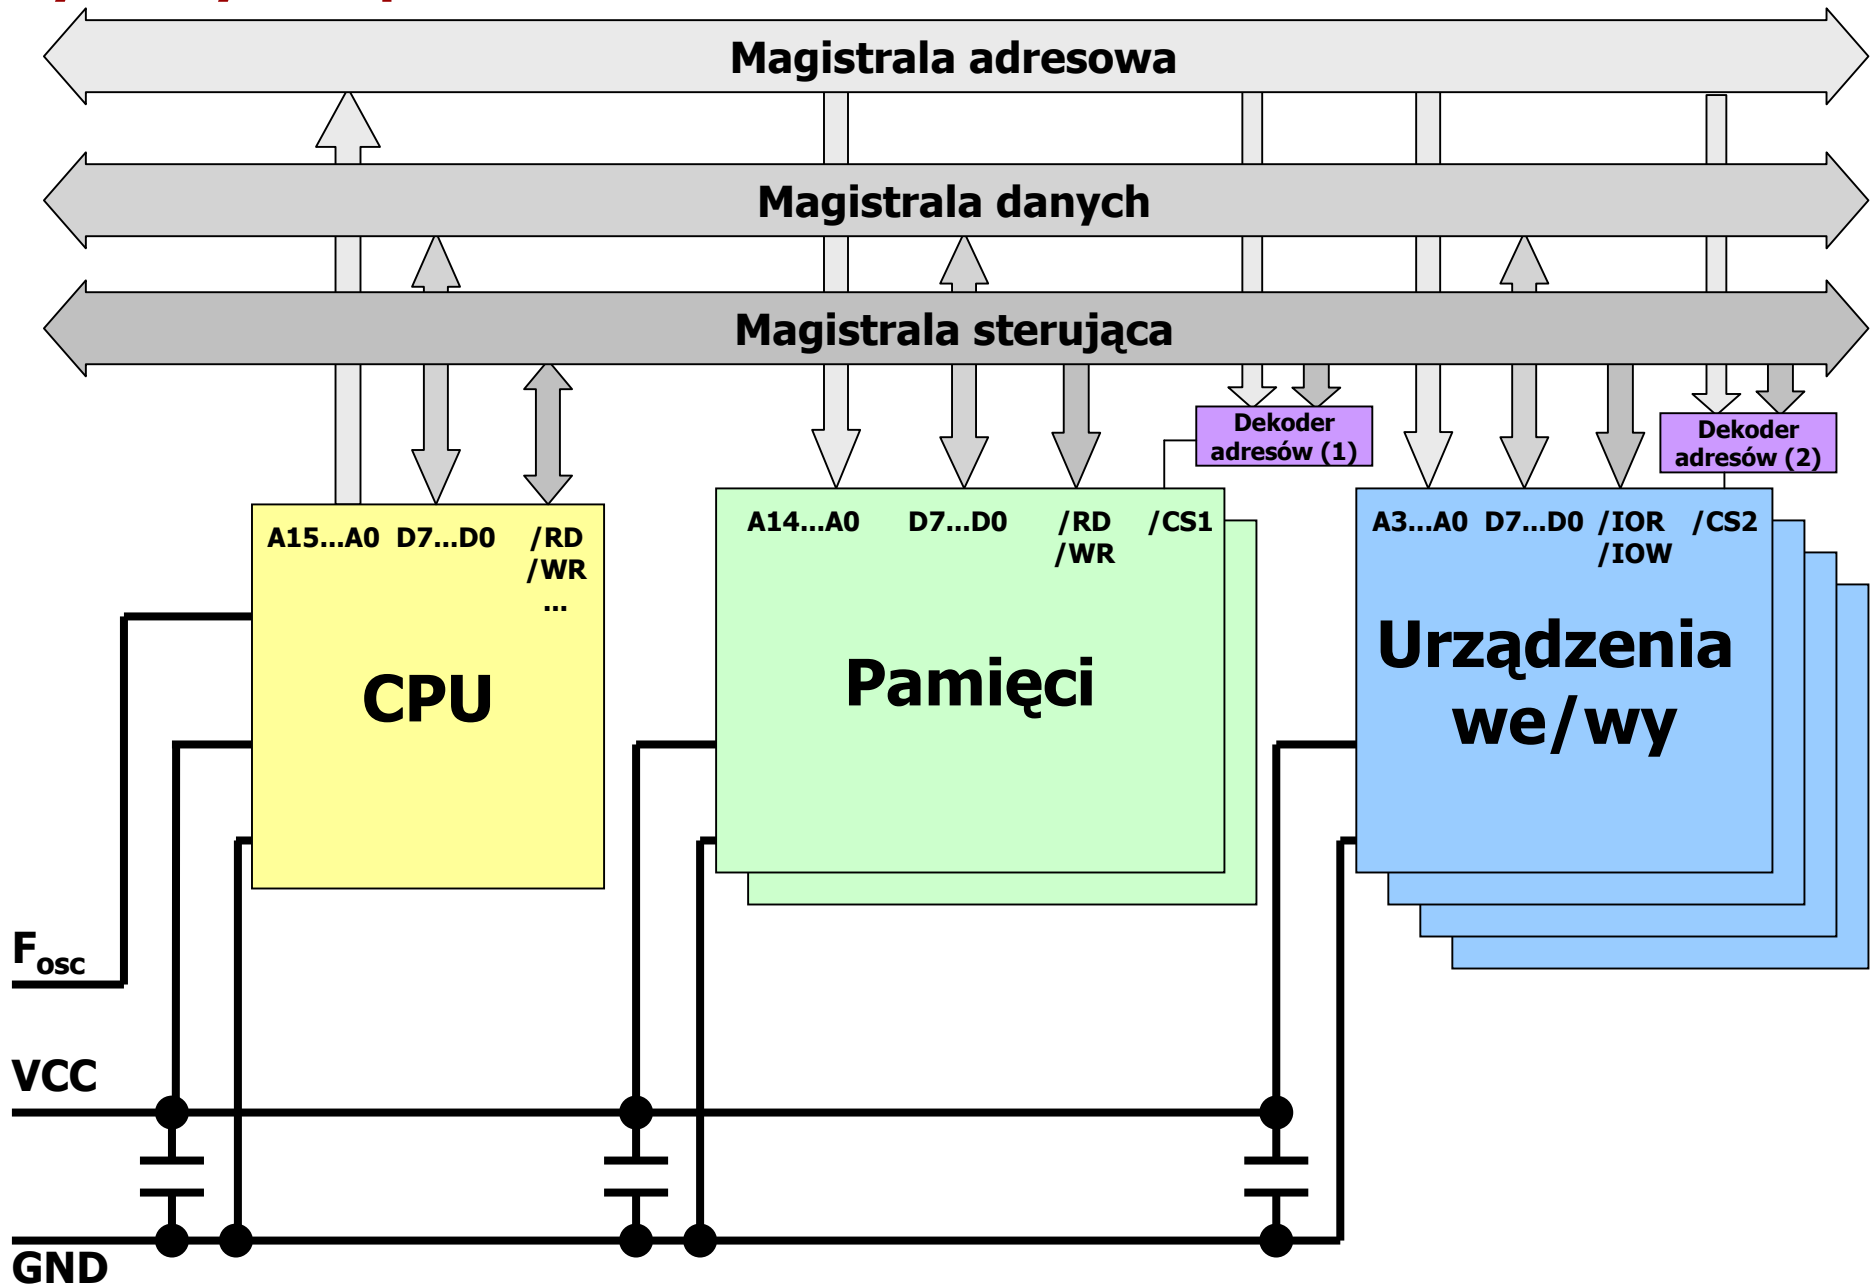 Magistrala adresowa
Magistrala danych
Magistrala sterująca
Dekoder
adresów (1)
Dekoder
adresów (2)
A15...A0 D7...D0 /RD
/WR
...
CPU
A14...A0 D7...D0 /RD /CS1
/WR
Pamięci
A3...A0 D7...D0 /IOR /CS2
/IOW
Urządzenia
we/wy
Fosc
VCC
GND